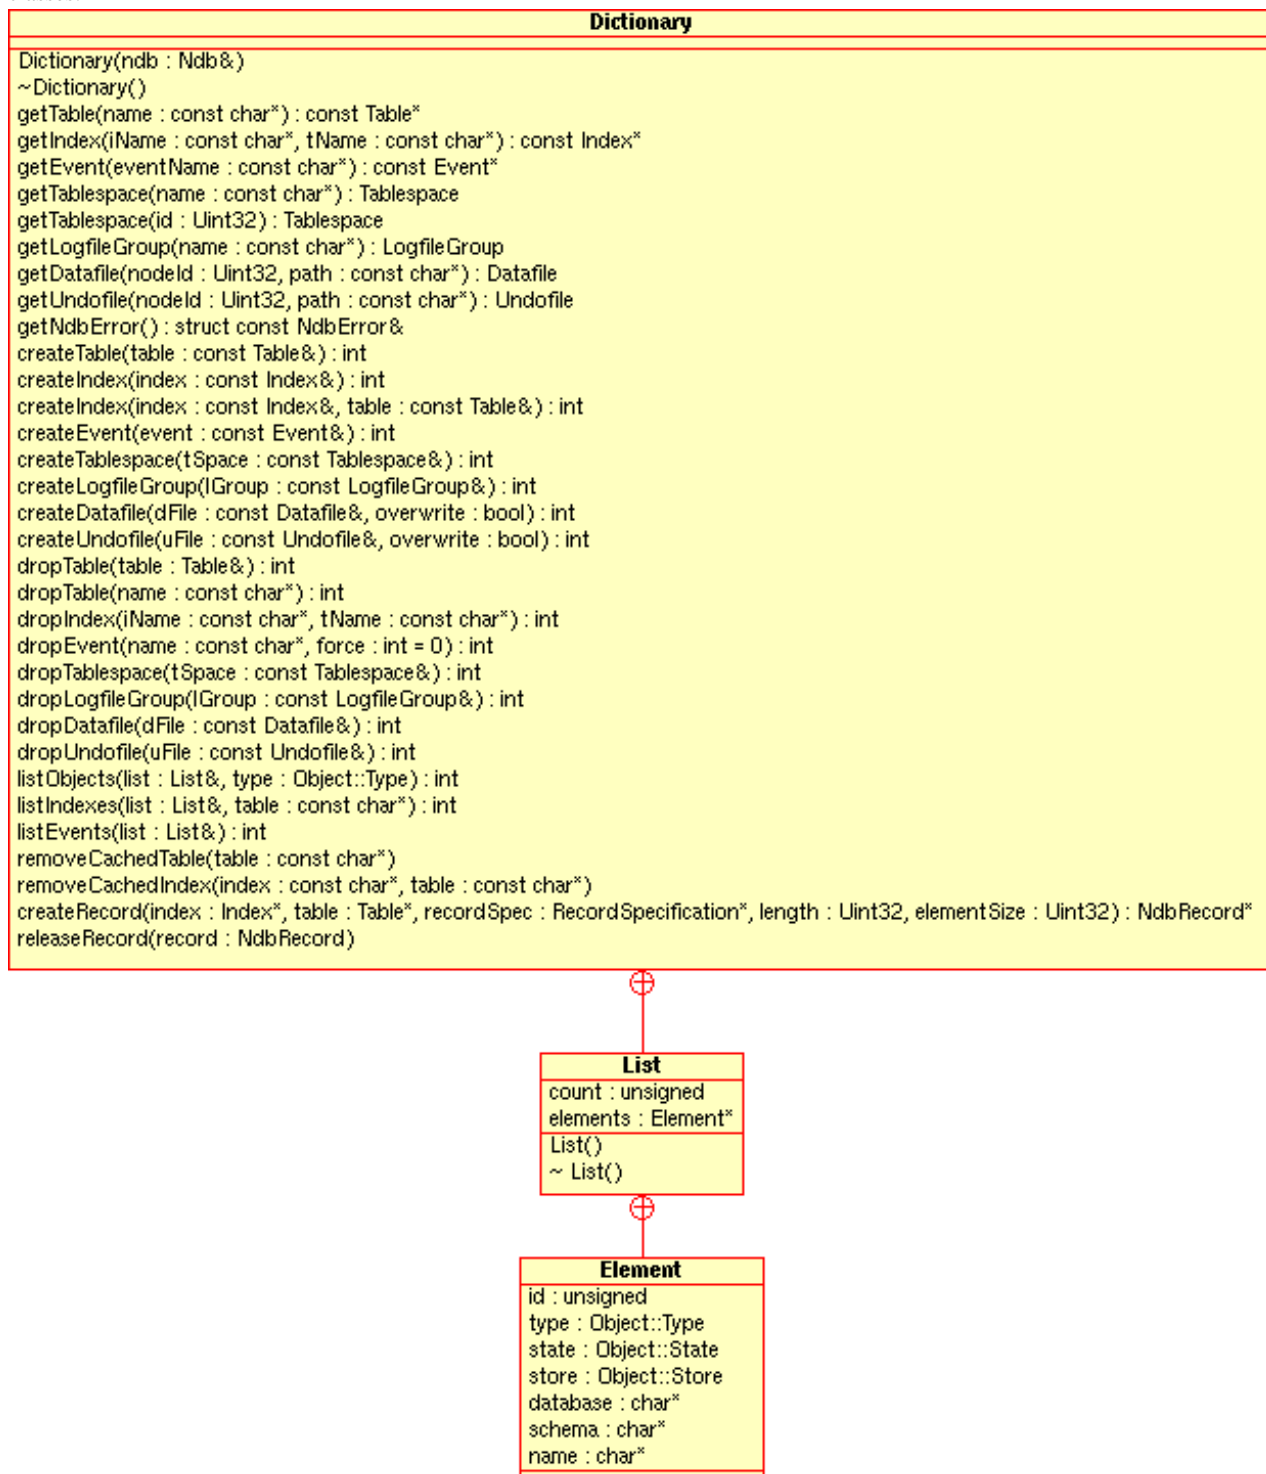 Dictionary
Dictionary(ndb : Ndb&)
~Dictionary()
getTable(name : const char*) : const Table*
getIndex(iName : const char*, tName : const char*) : const Index*
getEvent(eventName : const char*) : const Event*
getTablespace(name : const char*) : Tablespace
getTablespace(id : Uint32) : Tablespace
getLogfileGroup(name : const char*) : LogfileGroup
getDatafile(nodeId : Uint32, path : const char*) : Datafile
getUndofile(nodeId : Uint32, path : const char*) : Undofile
getNdbError() : struct const NdbError&
createTable(table : const Table&) : int
createIndex(index : const Index&) : int
createIndex(index : const Index&, table : const Table&) : int
createEvent(event : const Event&) : int
createTablespace(tSpace : const Tablespace&) : int
createLogfileGroup(lGroup : const LogfileGroup&) : int
createDatafile(dFile : const Datafile&, overwrite : bool) : int
createUndofile(uFile : const Undofile&, overwrite : bool) : int
dropTable(table : Table&) : int
dropTable(name : const char*) : int
dropIndex(iName : const char*, tName : const char*) : int
dropEvent(name : const char*, force : int = 0) : int
dropTablespace(tSpace : const Tablespace&) : int
dropLogfileGroup(lGroup : const LogfileGroup&) : int
dropDatafile(dFile : const Datafile&) : int
dropUndofile(uFile : const Undofile&) : int
listObjects(list : List&, type : Object::Type) : int
listIndexes(list : List&, table : const char*) : int
listEvents(list : List&) : int
removeCachedTable(table : const char*)
removeCachedIndex(index : const char*, table : const char*)
createRecord(index : Index*, table : Table*, recordSpec : RecordSpecification*, length : Uint32, elementSize : Uint32) : NdbRecord*
releaseRecord(record : NdbRecord)
List
count : unsigned
elements : Element*
List()
~ List()
Element
id : unsigned
type : Object::Type
state : Object::State
store : Object::Store
database : char*
schema : char*
name : char*